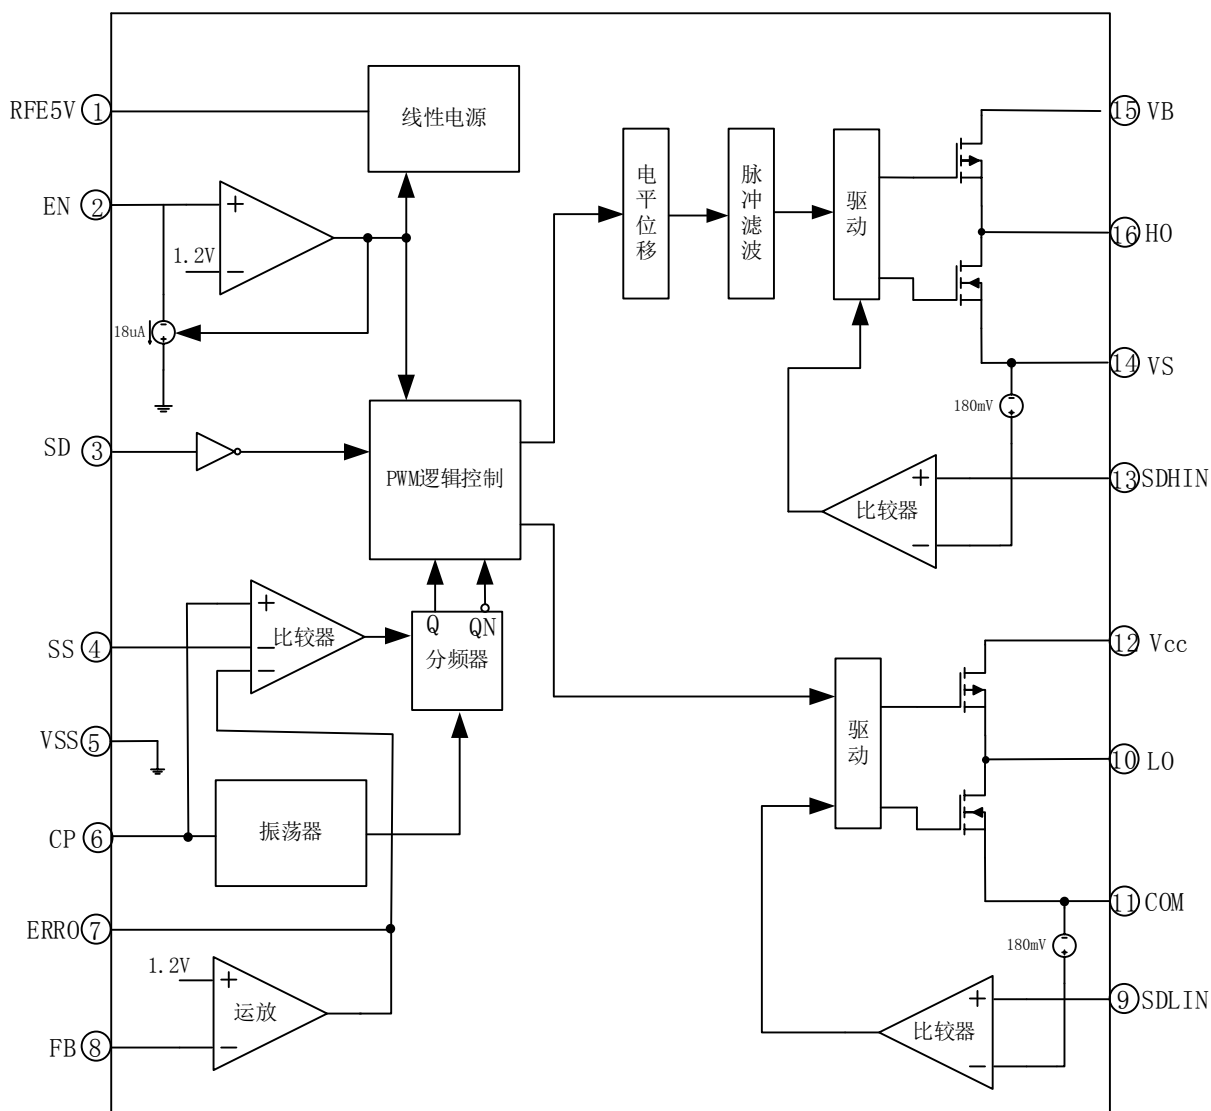 RFE5V 1
线性电源
15 VB
EN 2
+
1.2V
−
电平位移
脉冲滤波
驱动
16 HO
18uA
14 VS
180mV
SD 3
PWM逻辑控制
+
13 SDHIN
比较器
−
Q QN
分频器
+
比较器
−
−
SS 4
12 Vcc
VSS 5
驱动
10 LO
CP 6
振荡器
ERRO 7
11 COM
180mV
1.2V
+
运放
−
FB 8
+
9 SDLIN
比较器
−